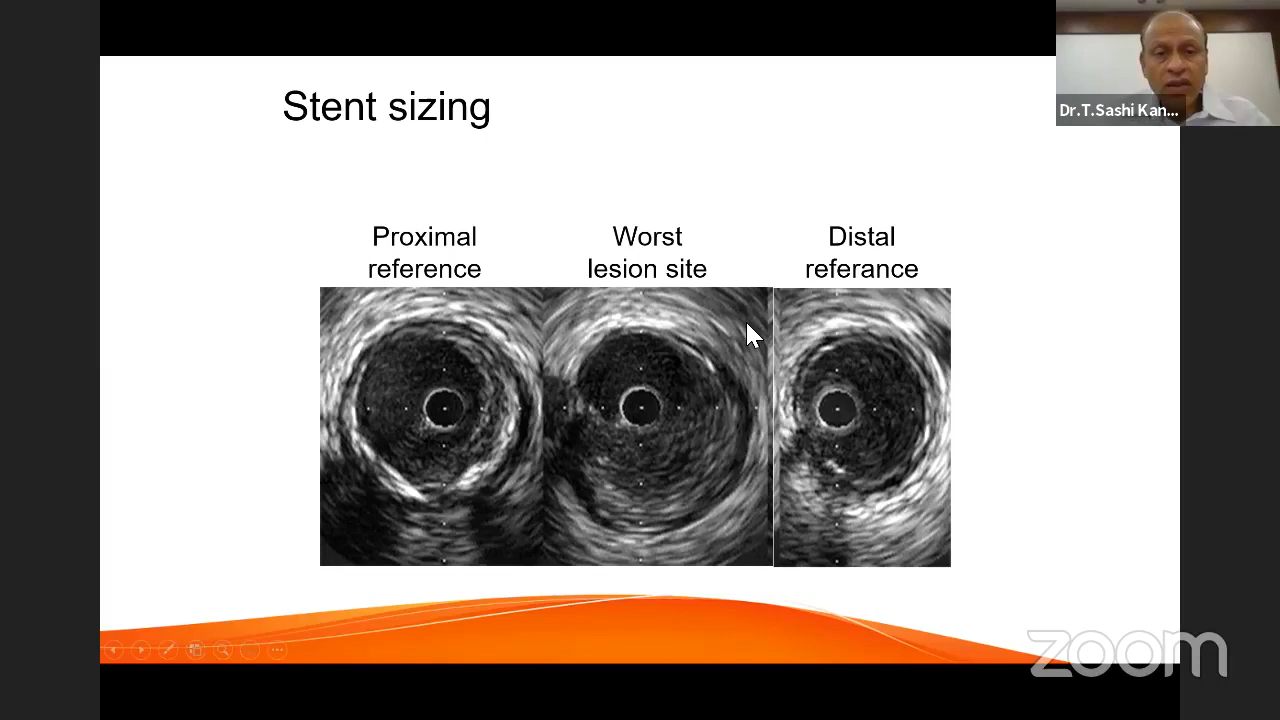 Stent sizing
Dr.T.Sashi Kan...
Proximal
reference
Worst
lesion site
Distal
referance
zoom